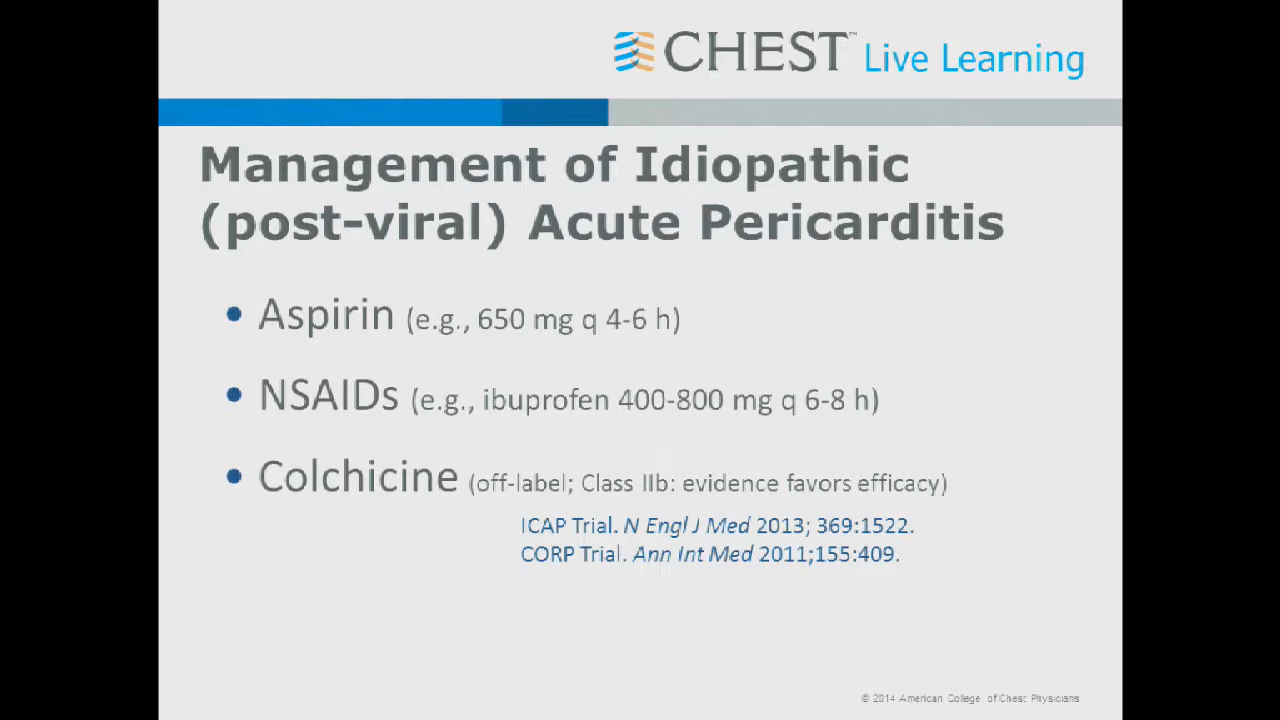 CHEST™ Live Learning
Management of Idiopathic
(post-viral) Acute Pericarditis
• Aspirin (e.g., 650 mg q 4-6 h)
• NSAIDs (e.g., ibuprofen 400-800 mg q 6-8 h)
• Colchicine (off-label; Class IIb: evidence favors efficacy)
ICAP Trial. N Engl J Med 2013; 369:1522.
CORP Trial. Ann Int Med 2011;155:409.
© 2014 American College of Chest Physicians